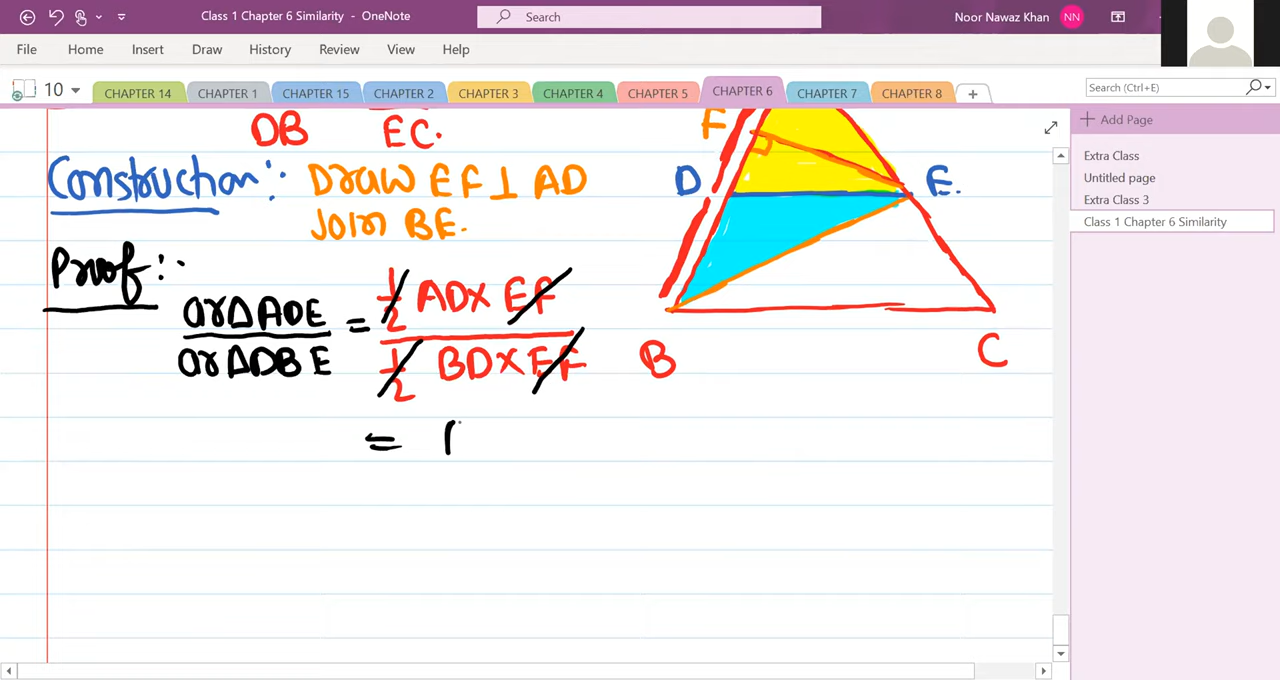 Class 1 Chapter 6 Similarity - OneNote
Search
Noor Nawaz Khan NN
File Home Insert Draw History Review View Help
10 CHAPTER 14 CHAPTER 1 CHAPTER 15 CHAPTER 2 CHAPTER 3 CHAPTER 4 CHAPTER 5 CHAPTER 6 CHAPTER 7 CHAPTER 8 +
Search (Ctrl+E)
Add Page
Extra Class
Untitled page
Extra Class 3
Class 1 Chapter 6 Similarity
DB EC.
F
D E.
B C
Construction:- Draw EF ⊥ AD
Join BE.
Proof:-
ar∆ADE = 1/2 AD X EF
ar∆DBE 1/2 BD X EF
=